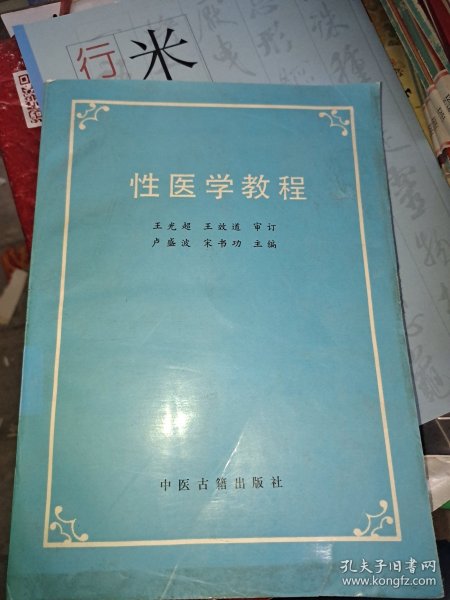 行
米
性医学教程
王光超 王效道 审订
卢盛波 宋书功 主编
中医古籍出版社
孔夫子旧书网
www.kongfz.com